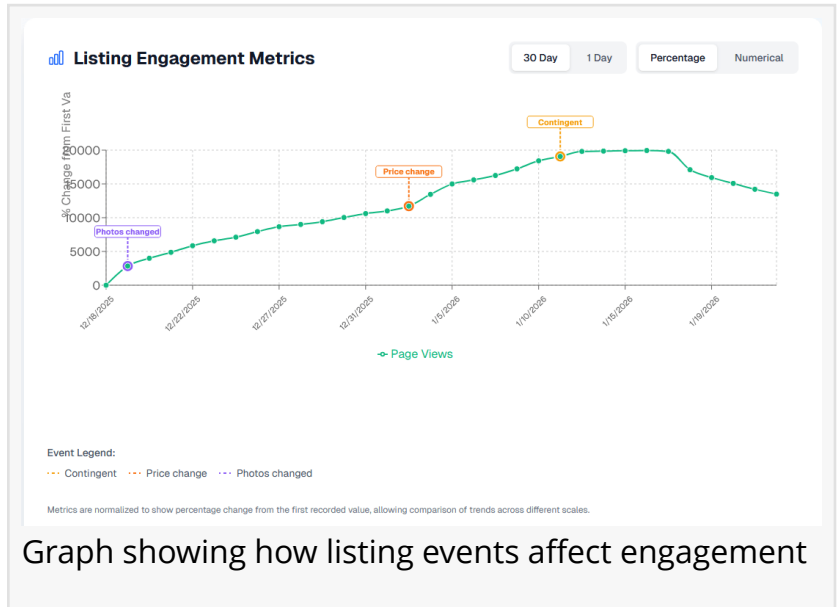 Listing Engagement Metrics
30 Day 1 Day Percentage Numerical
% Change from First Va
Contingent
20000
Price change
15000
10000
Photos changed
5000
0
12/18/2025 12/22/2025 12/27/2025 12/31/2025 1/5/2026 1/10/2026 1/15/2026 1/19/2026
Page Views
Event Legend:
Contingent Price change Photos changed
Metrics are normalized to show percentage change from the first recorded value, allowing comparison of trends across different scales.
Graph showing how listing events affect engagement